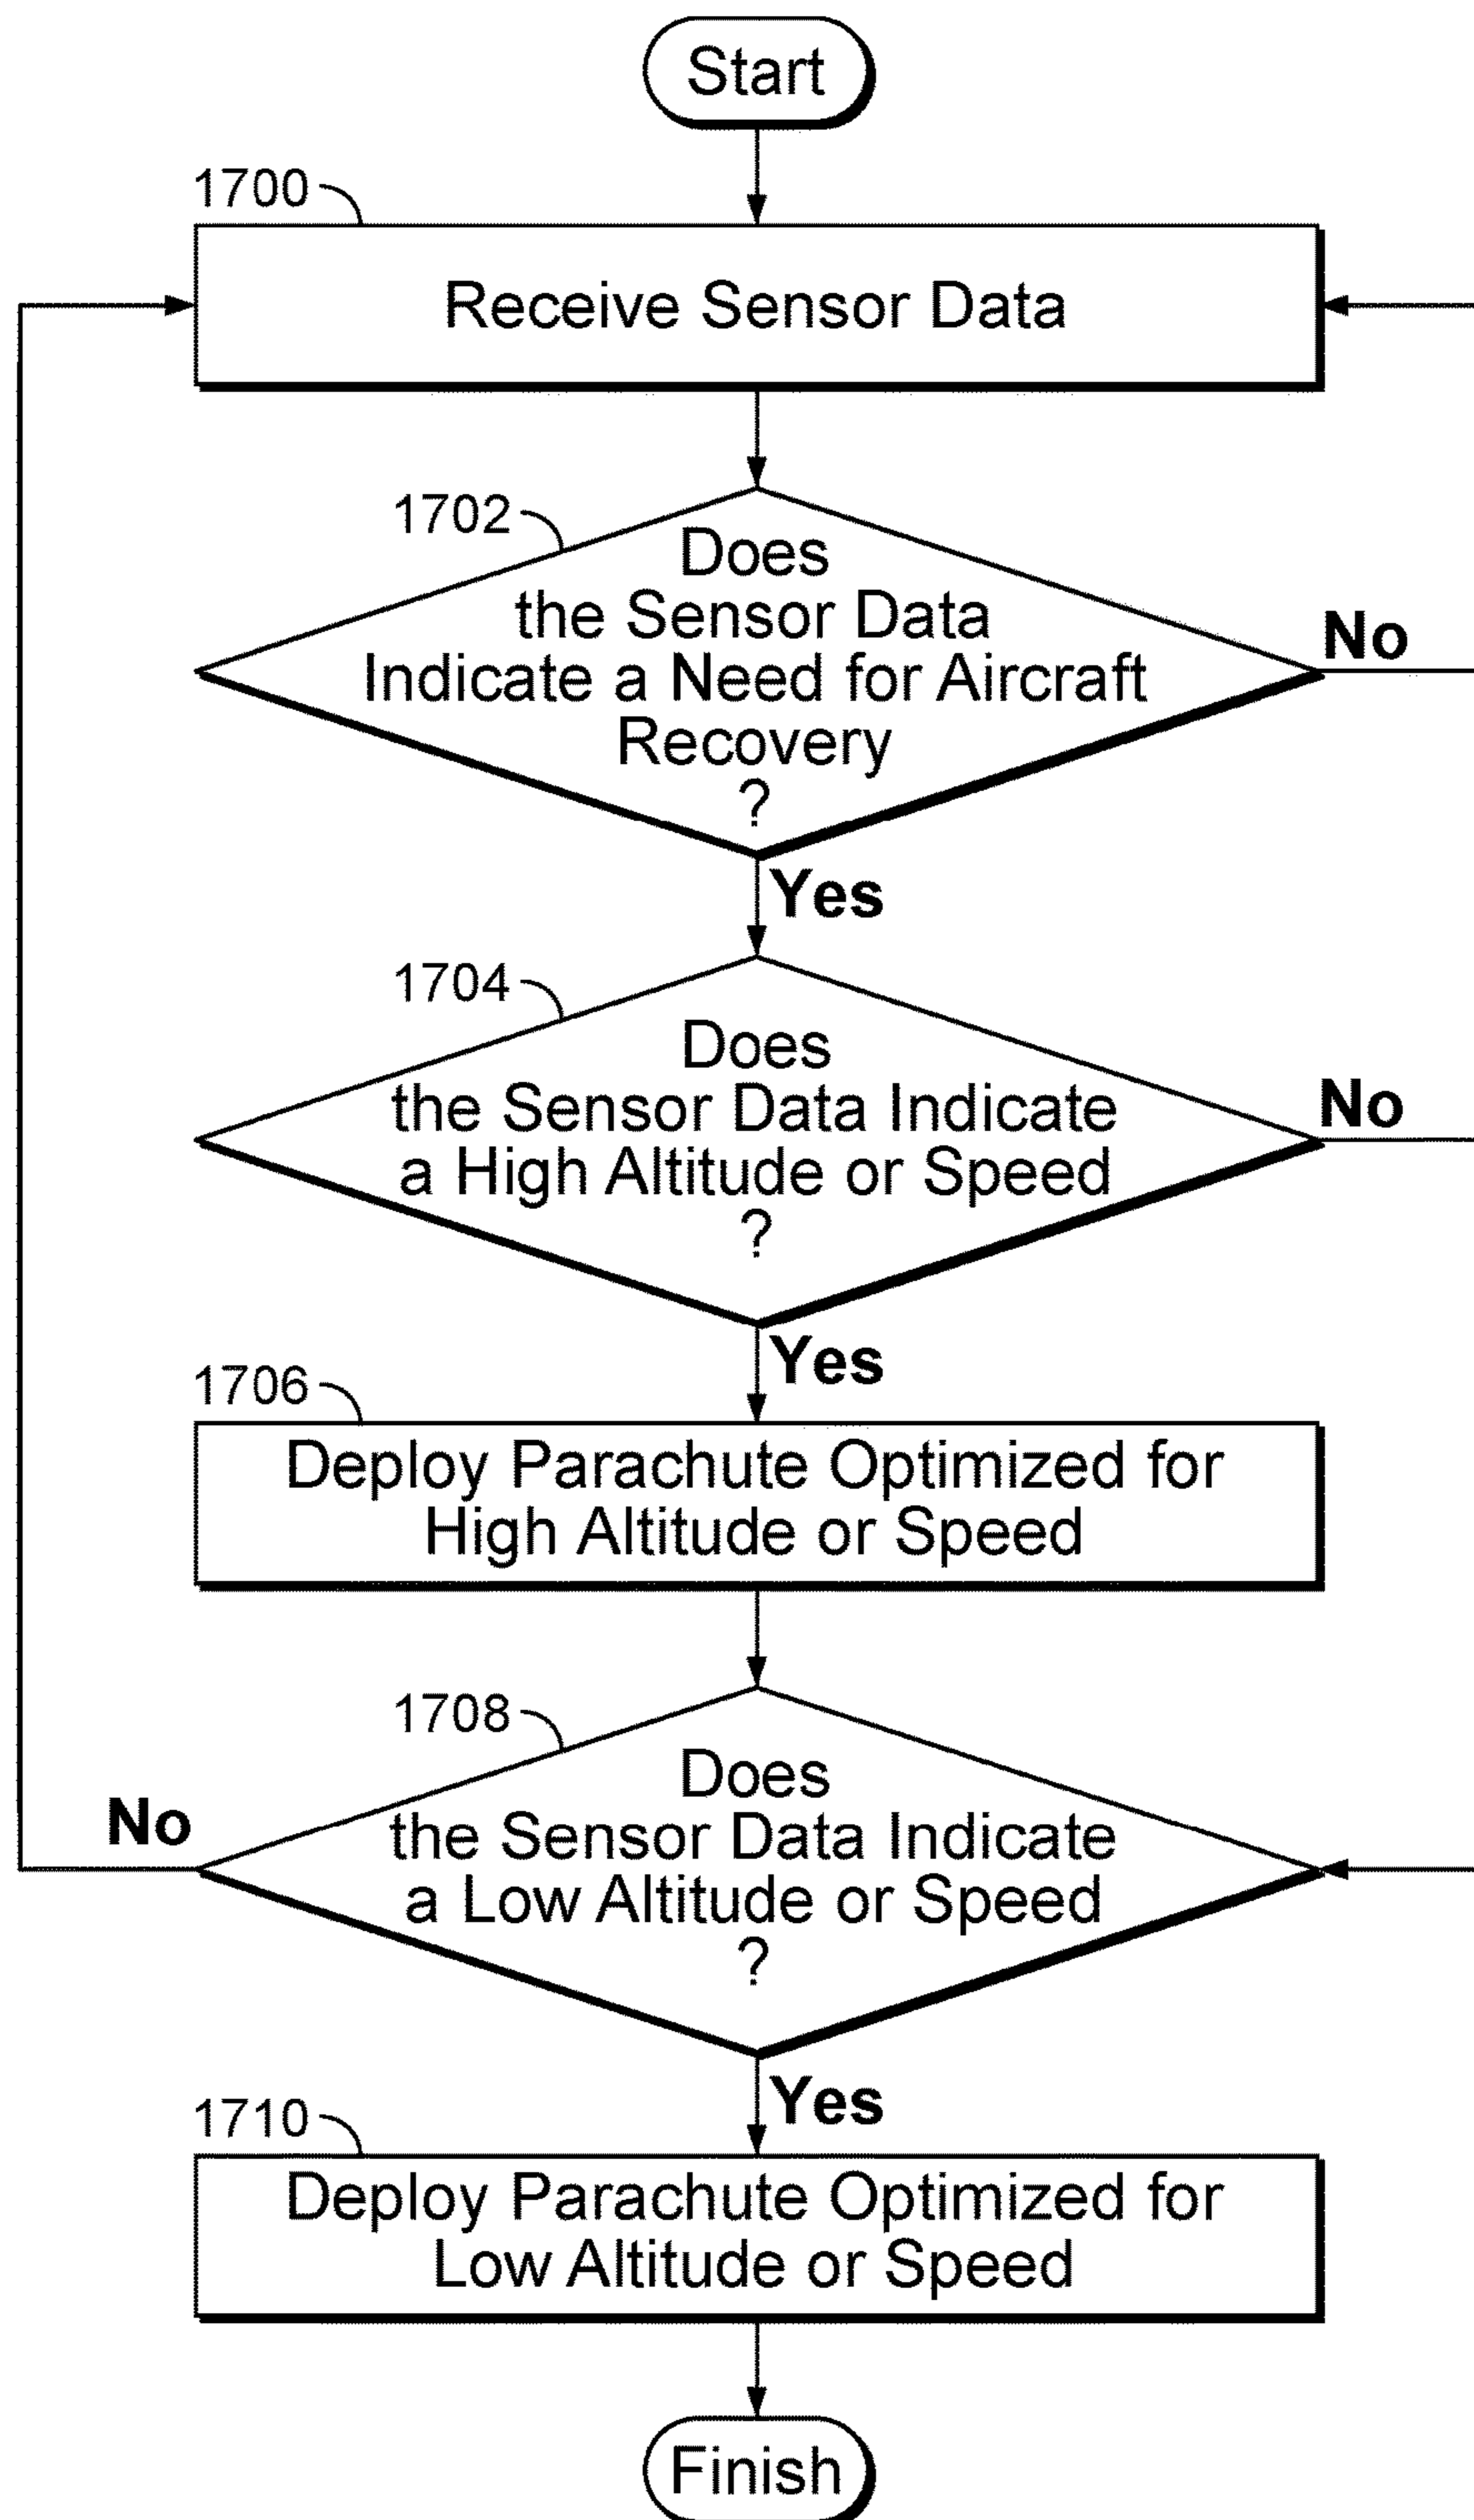 Start
1700
Receive Sensor Data
1702
Does
the Sensor Data
Indicate a Need for Aircraft
Recovery
?
No
Yes
1704
Does
the Sensor Data Indicate
a High Altitude or Speed
?
No
Yes
1706
Deploy Parachute Optimized for
High Altitude or Speed
1708
Does
the Sensor Data Indicate
a Low Altitude or Speed
?
No
Yes
1710
Deploy Parachute Optimized for
Low Altitude or Speed
Finish